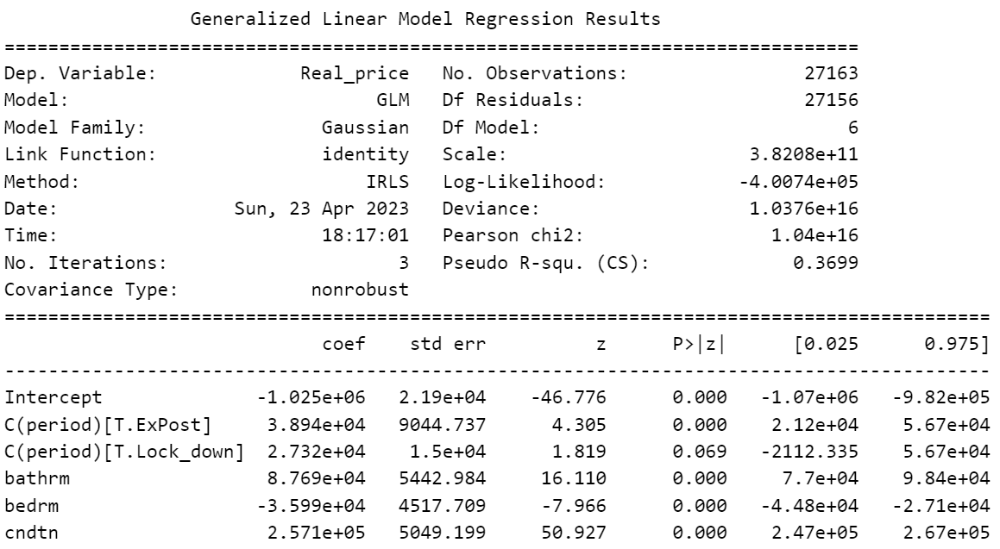 Generalized Linear Model Regression Results
==============================================================================
Dep. Variable: Real_price No. Observations: 27163
Model: GLM Df Residuals: 27156
Model Family: Gaussian Df Model: 6
Link Function: identity Scale: 3.8208e+11
Method: IRLS Log-Likelihood: -4.0074e+05
Date: Sun, 23 Apr 2023 Deviance: 1.0376e+16
Time: 18:17:01 Pearson chi2: 1.04e+16
No. Iterations: 3 Pseudo R-squ. (CS): 0.3699
Covariance Type: nonrobust
==========================================================================================
coef std err z P>|z| [0.025 0.975]
------------------------------------------------------------------------------------------
Intercept -1.025e+06 2.19e+04 -46.776 0.000 -1.07e+06 -9.82e+05
C(period)[T.ExPost] 3.894e+04 9044.737 4.305 0.000 2.12e+04 5.67e+04
C(period)[T.Lock_down] 2.732e+04 1.5e+04 1.819 0.069 -2112.335 5.67e+04
bathrm 8.769e+04 5442.984 16.110 0.000 7.7e+04 9.84e+04
bedrm -3.599e+04 4517.709 -7.966 0.000 -4.48e+04 -2.71e+04
cndtn 2.571e+05 5049.199 50.927 0.000 2.47e+05 2.67e+05